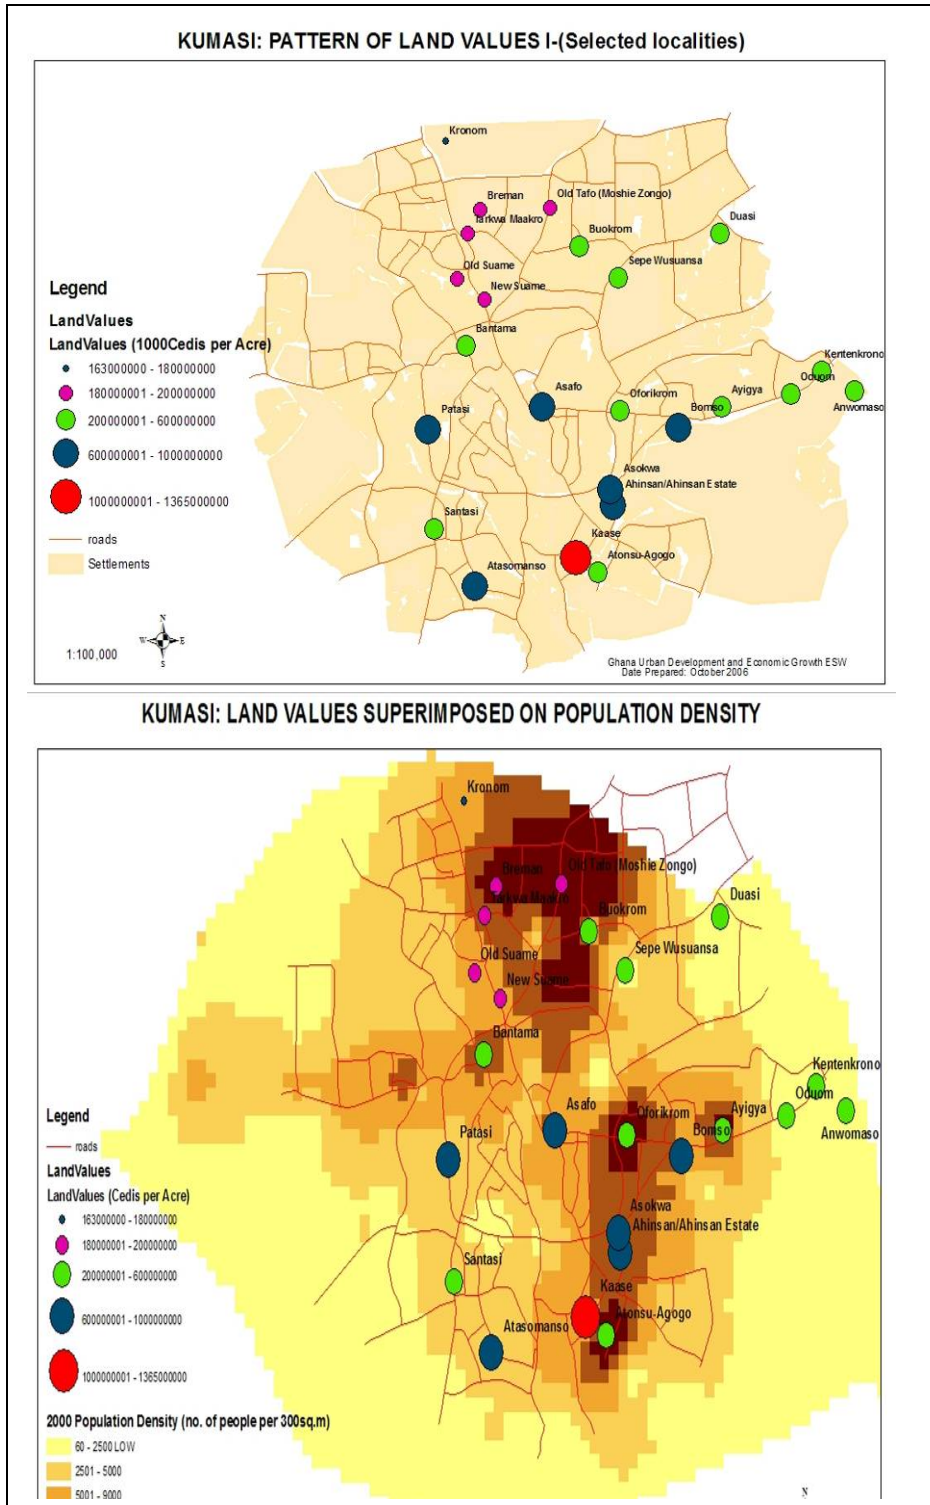 KUMASI: PATTERN OF LAND VALUES I-(Selected localities)
Kronom
Breman
Old Tafo (Moshie Zongo)
Tarkwa Maakro
Buokrom
Duasi
Sepe Wusuansa
Old Suame
New Suame
Bantama
Kentenkrono
Oduom
Anwomaso
Ayigya
Asafo
Oforikrom
Bomso
Patasi
Asokwa
Ahinsan/Ahinsan Estate
Santasi
Kaase
Atonsu-Agogo
Atasomanso
Legend
LandValues
LandValues (1000Cedis per Acre)
163000000 - 180000000
180000001 - 200000000
200000001 - 600000000
600000001 - 1000000000
1000000001 - 1365000000
roads
Settlements
N
W E
S
1:100,000
Ghana Urban Development and Economic Growth ESW
Date Prepared: October 2006
KUMASI: LAND VALUES SUPERIMPOSED ON POPULATION DENSITY
Kronom
Breman
Old Tafo (Moshie Zongo)
Tarkwa Maakro
Buokrom
Duasi
Sepe Wusuansa
Old Suame
New Suame
Bantama
Kentenkrono
Oduom
Anwomaso
Asafo
Oforikrom
Ayigya
Bomso
Patasi
Asokwa
Ahinsan/Ahinsan Estate
Santasi
Kaase
Atonsu-Agogo
Atasomanso
Legend
roads
LandValues
LandValues (Cedis per Acre)
163000000 - 180000000
180000001 - 200000000
200000001 - 600000000
600000001 - 1000000000
1000000001 - 1365000000
2000 Population Density (no. of people per 300sq.m)
60 - 2500 LOW
2501 - 5000
5001 - 9000
N